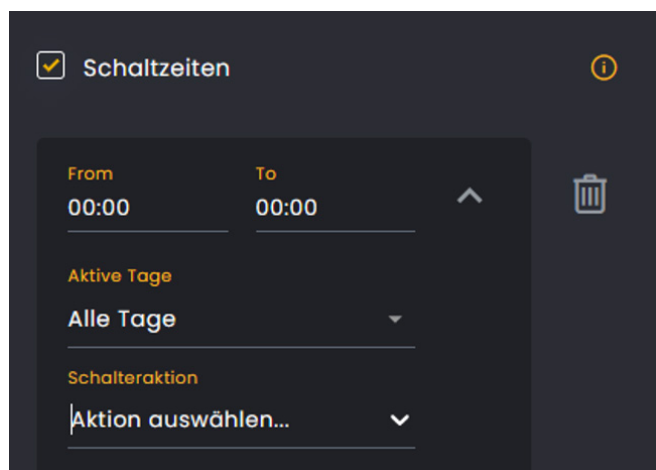 Schaltzeiten
From To
00:00 00:00
Aktive Tage
Alle Tage
Schalteraktion
Aktion auswählen...